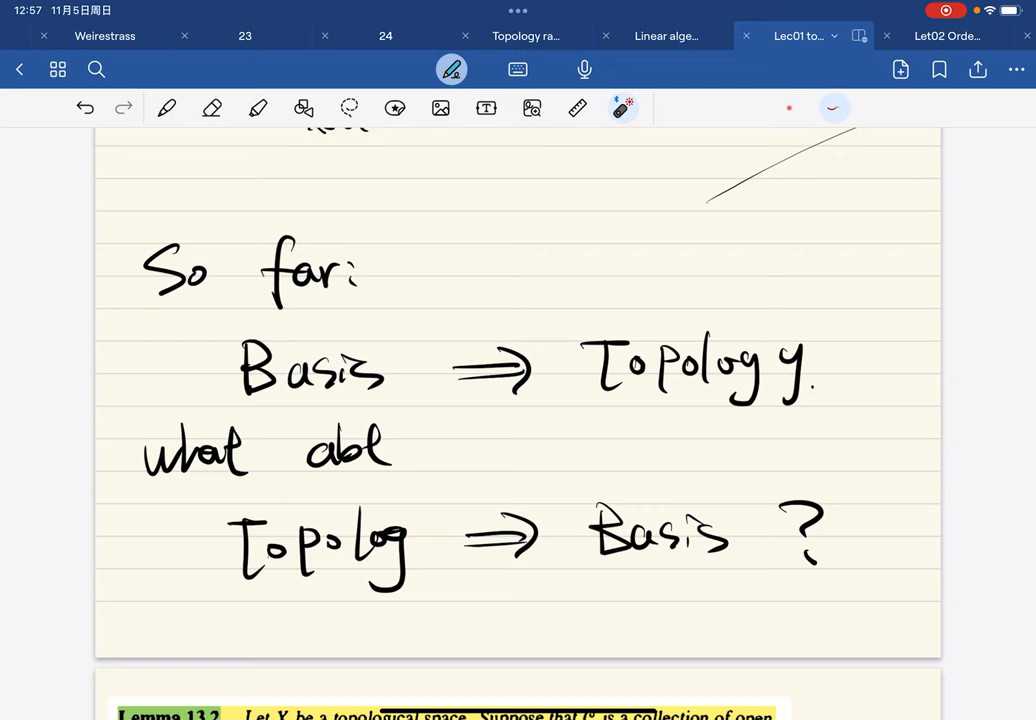 12:57 11月5日周日
Weirestrass
23
24
Topology ra...
Linear alge...
Lec01 to...
Let02 Orde...
So far:
Basis ⟹ Topology.
what abt
Topolog ⟹ Basis ?
Lemma 13.2 Let X be a topological space. Suppose that C is a collection of open